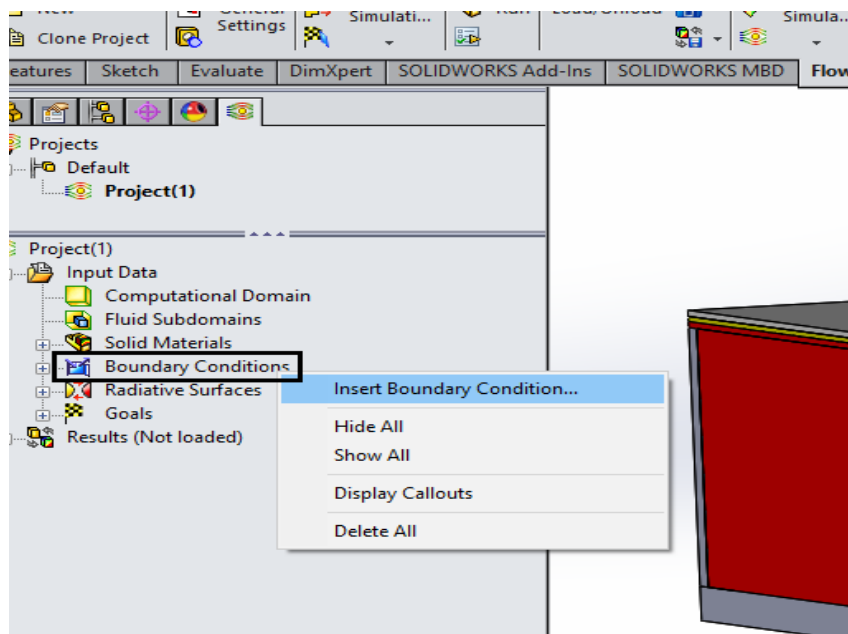 Clone Project
Settings
Simulati...
Simula...
eatures Sketch Evaluate DimXpert SOLIDWORKS Add-Ins SOLIDWORKS MBD Flow
Projects
Default
Project(1)
Project(1)
Input Data
Computational Domain
Fluid Subdomains
Solid Materials
Boundary Conditions
Radiative Surfaces
Goals
Results (Not loaded)
Insert Boundary Condition...
Hide All
Show All
Display Callouts
Delete All